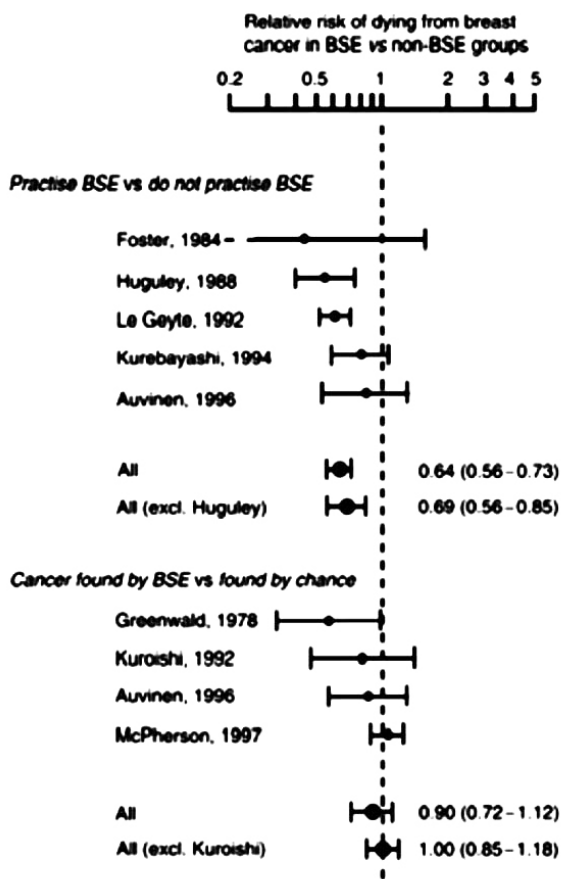 Relative risk of dying from breast
cancer in BSE vs non-BSE groups
0.2 0.5 1 2 3 4 5
Practise BSE vs do not practise BSE
Foster, 1984
Huguley, 1988
Le Geyte, 1992
Kurebayashi, 1994
Auvinen, 1996
All 0.64 (0.56-0.73)
All (excl. Huguley) 0.69 (0.56-0.85)
Cancer found by BSE vs found by chance
Greenwald, 1978
Kuroishi, 1992
Auvinen, 1996
McPherson, 1997
All 0.90 (0.72-1.12)
All (excl. Kuroishi) 1.00 (0.85-1.18)